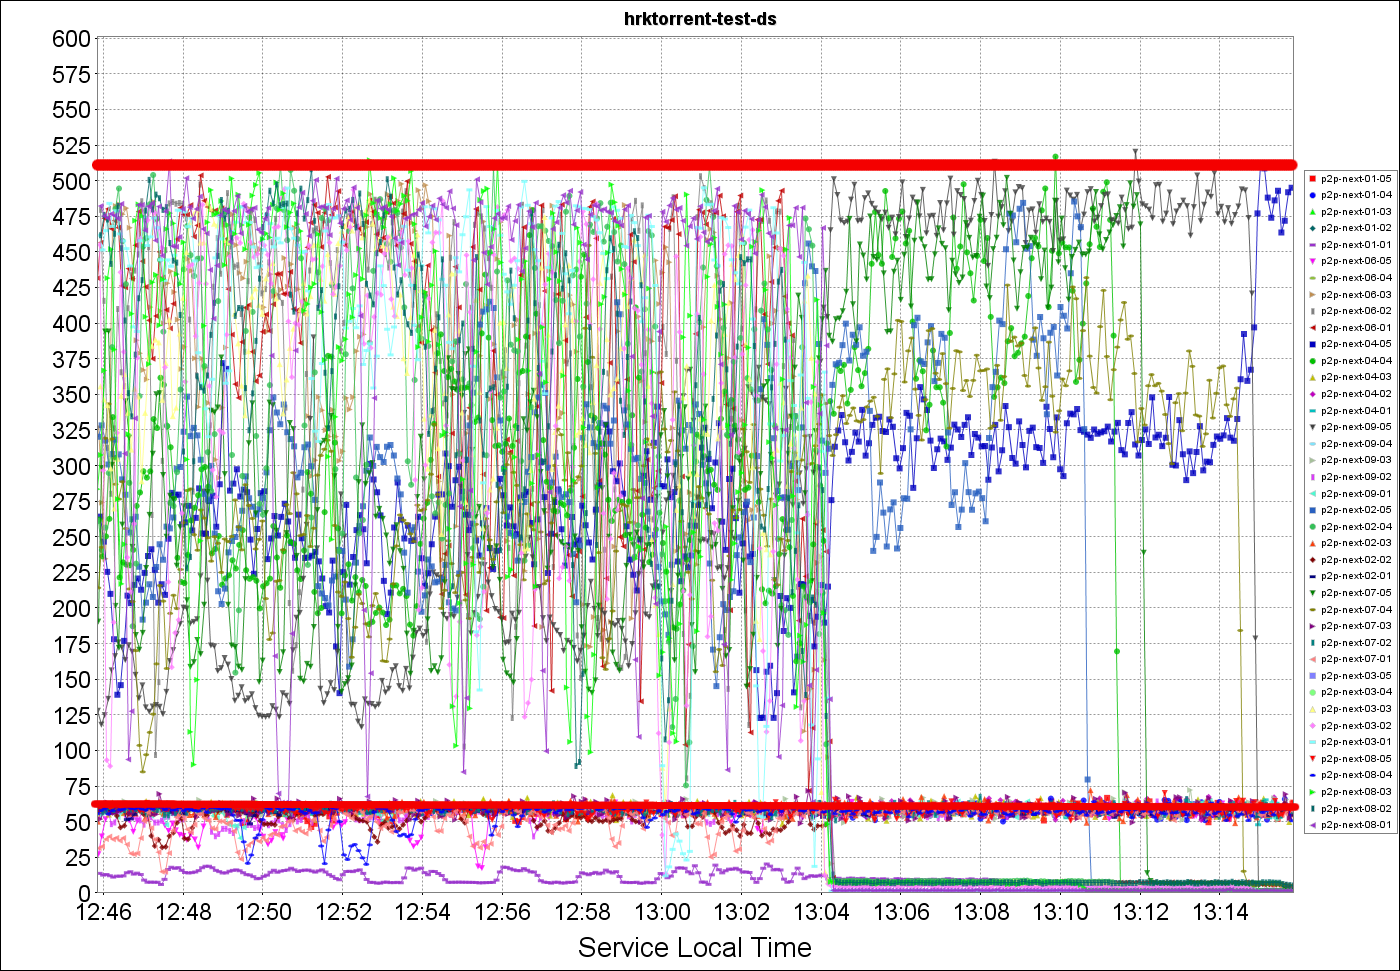 hrktorrent-test-ds
600
575
550
525
500
475
450
425
400
375
350
325
300
275
250
225
200
175
150
125
100
75
50
25
0
12:46 12:48 12:50 12:52 12:54 12:56 12:58 13:00 13:02 13:04 13:06 13:08 13:10 13:12 13:14
Service Local Time
p2p-next-01-05
p2p-next-01-04
p2p-next-01-03
p2p-next-01-02
p2p-next-01-01
p2p-next-06-05
p2p-next-06-04
p2p-next-06-03
p2p-next-06-02
p2p-next-06-01
p2p-next-04-05
p2p-next-04-04
p2p-next-04-03
p2p-next-04-02
p2p-next-04-01
p2p-next-09-05
p2p-next-09-04
p2p-next-09-03
p2p-next-09-02
p2p-next-09-01
p2p-next-02-05
p2p-next-02-04
p2p-next-02-03
p2p-next-02-02
p2p-next-02-01
p2p-next-07-05
p2p-next-07-04
p2p-next-07-03
p2p-next-07-02
p2p-next-07-01
p2p-next-03-05
p2p-next-03-04
p2p-next-03-03
p2p-next-03-02
p2p-next-03-01
p2p-next-08-05
p2p-next-08-04
p2p-next-08-03
p2p-next-08-02
p2p-next-08-01